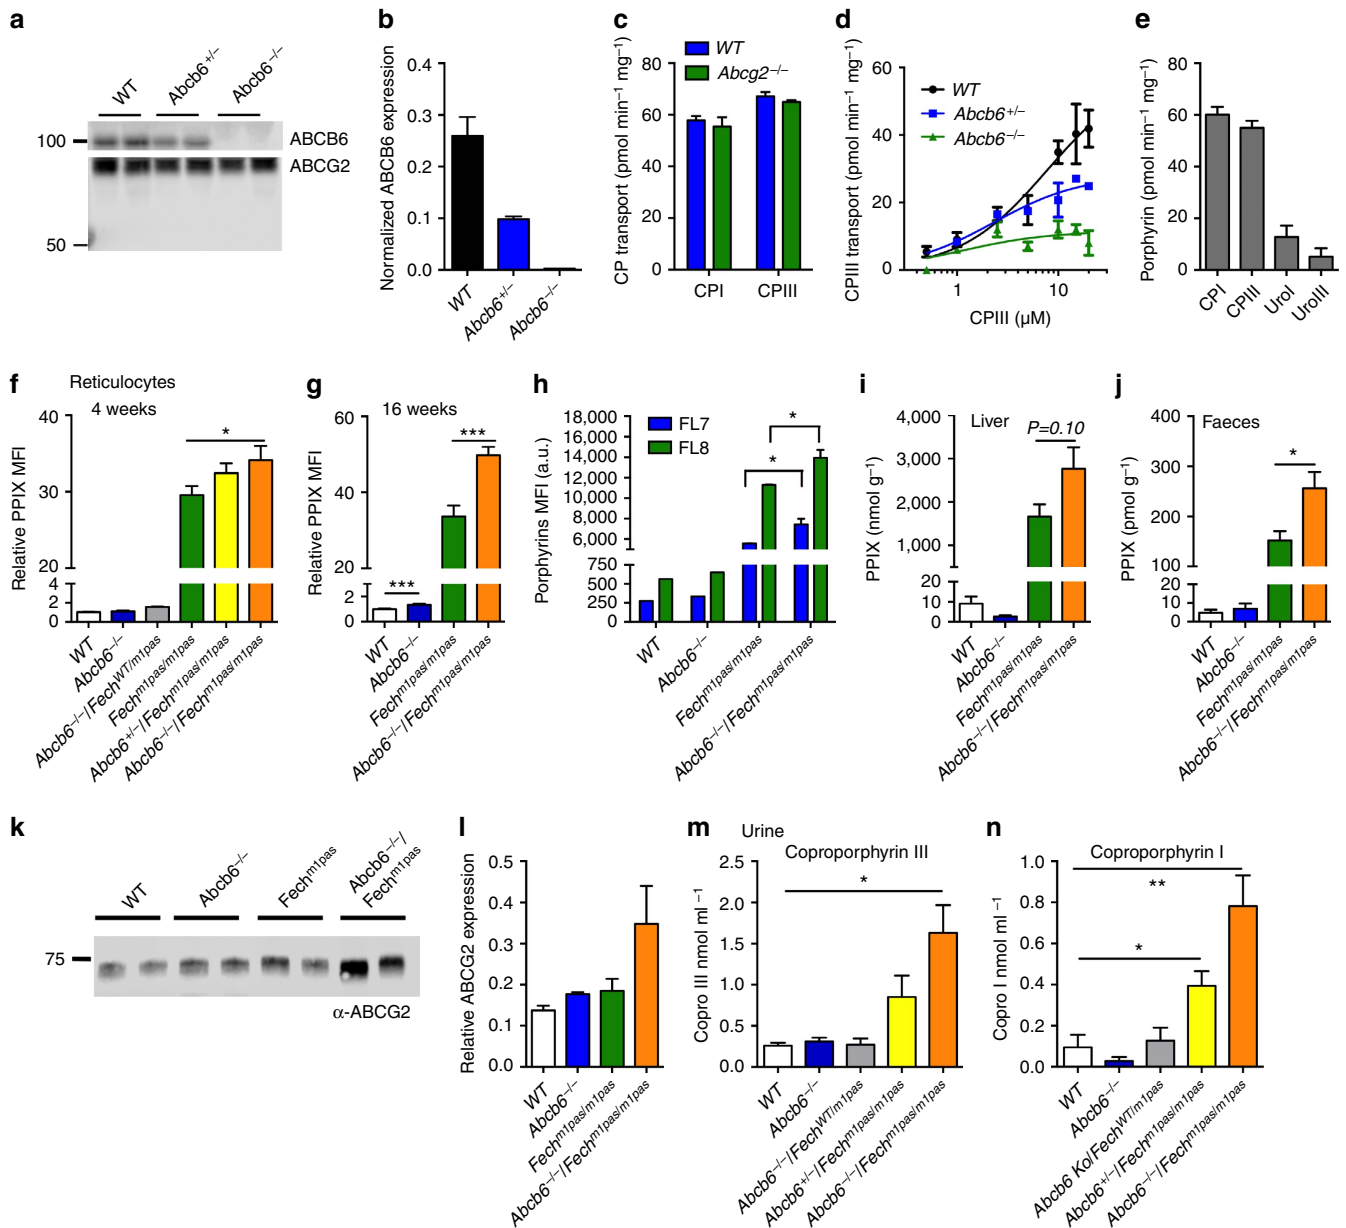 a
WT
Abcb6+/–
Abcb6–/–
100
ABCB6
ABCG2
50
b
Normalized ABCB6 expression
0.4
0.3
0.2
0.1
0.0
WT
Abcb6+/–
Abcb6–/–
c
CP transport (pmol min–1 mg–1)
WT
Abcg2–/–
80
60
40
20
0
CPI
CPIII
d
CPIII transport (pmol min–1 mg–1)
60
40
20
0
WT
Abcb6+/–
Abcb6–/–
1
10
CPIII (µM)
e
Porphyrin (pmol min–1 mg–1)
80
60
40
20
0
CPI
CPIII
UroI
UroIII
f
Reticulocytes
4 weeks
Relative PPIX MFI
40
30
20
4
2
0
*
WT
Abcb6–/–
Abcb6–/–/FechWT/m1pas
Fechm1pas/m1pas
Abcb6+/–/Fechm1pas/m1pas
Abcb6–/–/Fechm1pas/m1pas
g
16 weeks
Relative PPIX MFI
60
40
20
2
0
***
***
WT
Abcb6–/–
Fechm1pas/m1pas
Abcb6–/–/Fechm1pas/m1pas
h
Porphyrins MFI (a.u.)
18,000
16,000
14,000
12,000
10,000
8,000
6,000
750
500
250
0
FL7
FL8
*
*
WT
Abcb6–/–
Fechm1pas/m1pas
Abcb6–/–/Fechm1pas/m1pas
i
Liver
PPIX (nmol g–1)
4,000
3,000
2,000
1,000
20
10
0
P=0.10
WT
Abcb6–/–
Fechm1pas/m1pas
Abcb6–/–/Fechm1pas/m1pas
j
Faeces
PPIX (pmol g–1)
400
300
200
100
20
10
0
*
WT
Abcb6–/–
Fechm1pas/m1pas
Abcb6–/–/Fechm1pas/m1pas
k
WT
Abcb6–/–
Fechm1pas
Abcb6–/–/
Fechm1pas
75
α-ABCG2
l
Relative ABCG2 expression
0.5
0.4
0.3
0.2
0.1
0.0
WT
Abcb6–/–
Fechm1pas/m1pas
Abcb6–/–/Fechm1pas/m1pas
m
Urine
Coproporphyrin III
Copro III nmol ml –1
2.5
2.0
1.5
1.0
0.5
0.0
*
WT
Abcb6–/–
Abcb6–/–/FechWT/m1pas
Abcb6+/–/Fechm1pas/m1pas
Abcb6–/–/Fechm1pas/m1pas
n
Coproporphyrin I
Copro I nmol ml –1
1.0
0.8
0.6
0.4
0.2
0.0
**
*
WT
Abcb6–/–
Abcb6 Ko/FechWT/m1pas
Abcb6+/–/Fechm1pas/m1pas
Abcb6–/–/Fechm1pas/m1pas